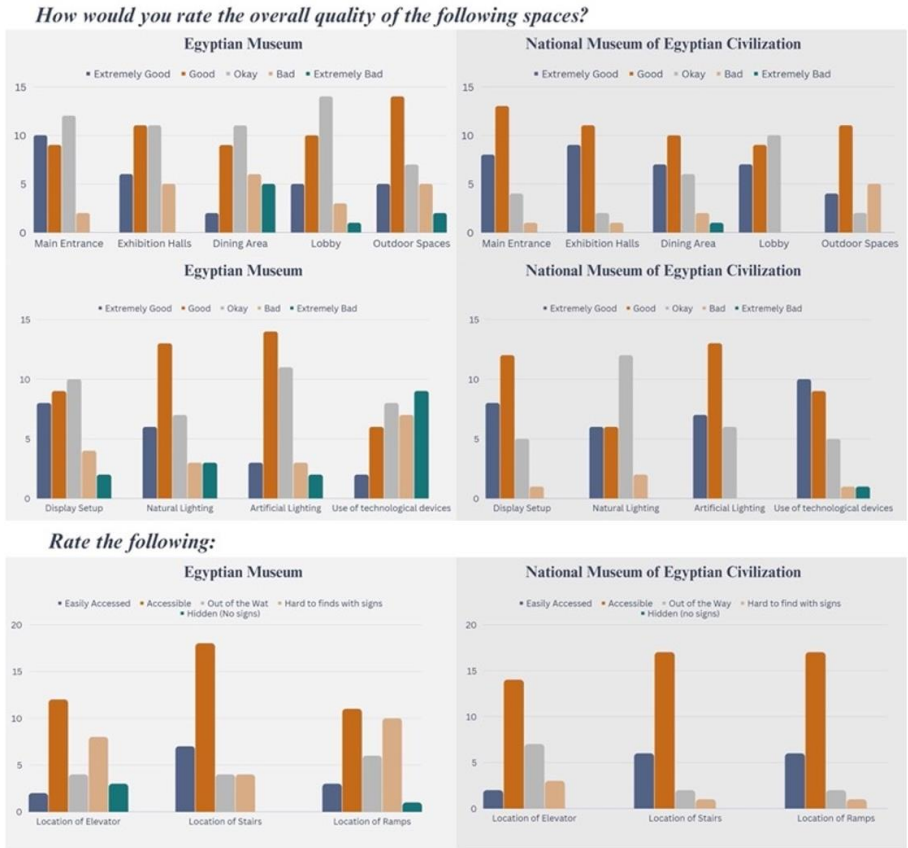 How would you rate the overall quality of the following spaces?
Egyptian Museum
Extremely Good Good Okay Bad Extremely Bad
15
10
5
0
Main Entrance Exhibition Halls Dining Area Lobby Outdoor Spaces
National Museum of Egyptian Civilization
Extremely Good Good Okay Bad Extremely Bad
15
10
5
0
Main Entrance Exhibition Halls Dining Area Lobby Outdoor Spaces
Egyptian Museum
Extremely Good Good Okay Bad Extremely Bad
15
10
5
0
Display Setup Natural Lighting Artificial Lighting Use of technological devices
National Museum of Egyptian Civilization
Extremely Good Good Okay Bad Extremely Bad
15
10
5
0
Display Setup Natural Lighting Artificial Lighting Use of technological devices
Rate the following:
Egyptian Museum
Easily Accessed Accessible Out of the Wat Hard to finds with signs
Hidden (No signs)
20
15
10
5
0
Location of Elevator Location of Stairs Location of Ramps
National Museum of Egyptian Civilization
Easily Accessed Accessible Out of the Way Hard to find with signs
Hidden (no signs)
20
15
10
5
0
Location of Elevator Location of Stairs Location of Ramps